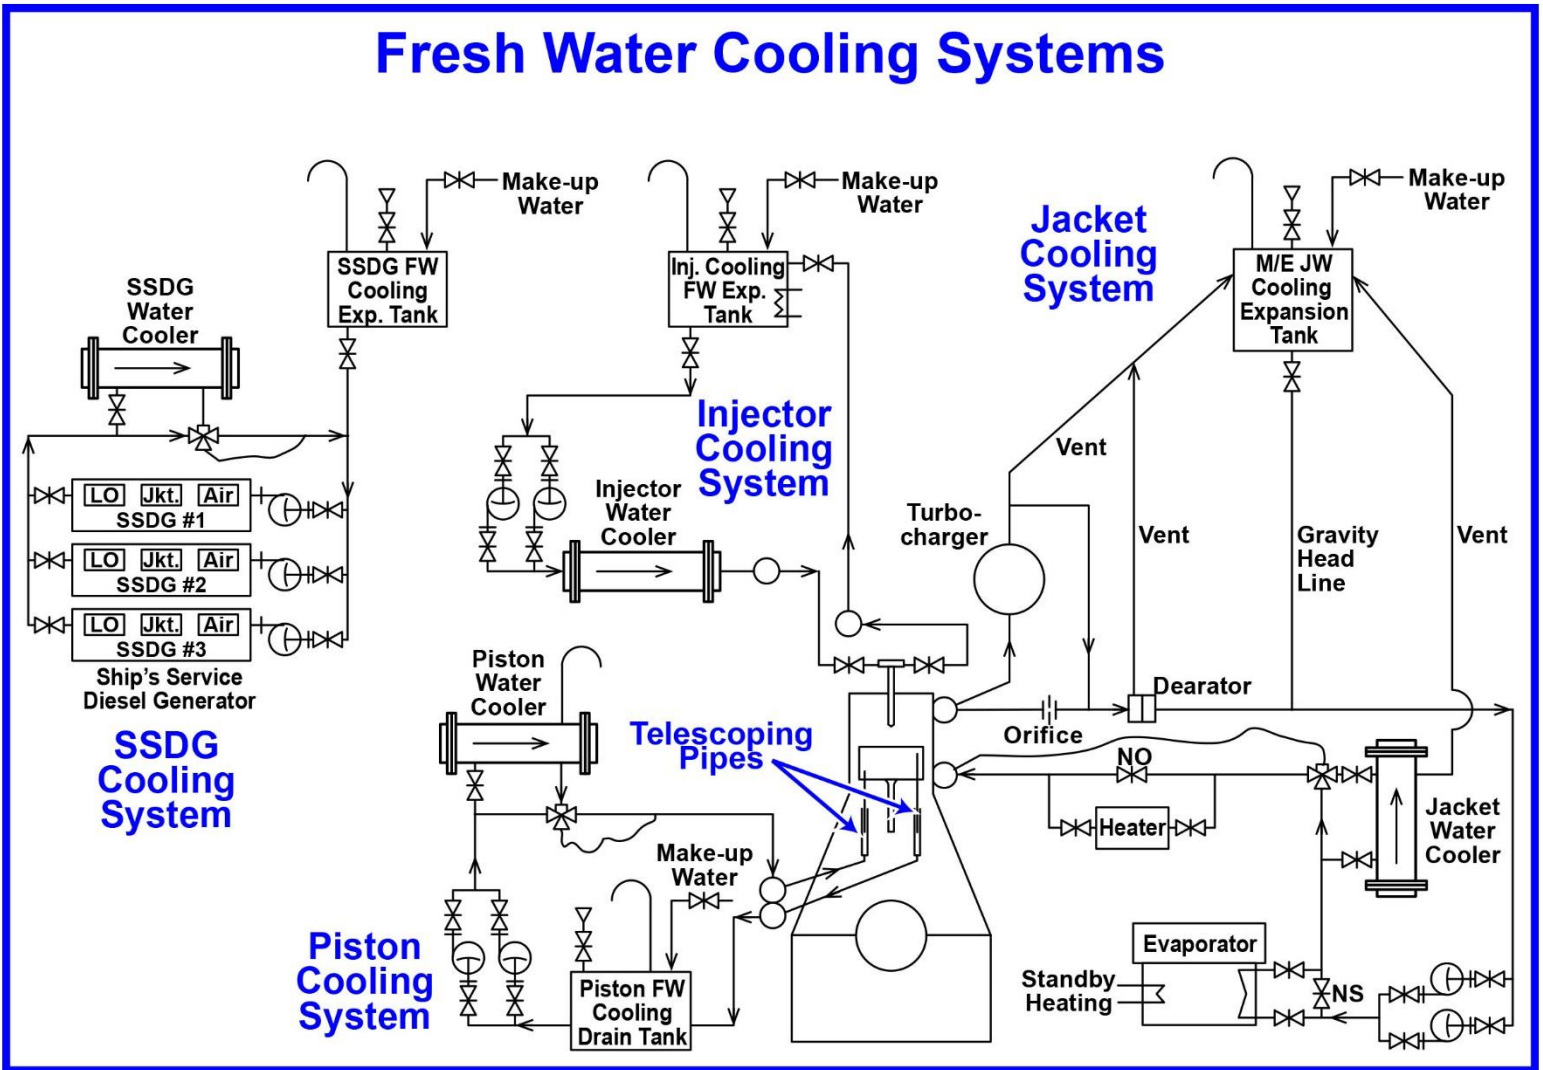 Fresh Water Cooling Systems
Make-up
Water
Make-up
Water
Make-up
Water
Jacket
Cooling
System
SSDG FW
Cooling
Exp. Tank
Inj. Cooling
FW Exp.
Tank
M/E JW
Cooling
Expansion
Tank
SSDG
Water
Cooler
Injector
Cooling
System
Vent
Injector
Water
Cooler
Turbo-
charger
Vent
Gravity
Head
Line
Vent
LO Jkt. Air
SSDG #1
LO Jkt. Air
SSDG #2
LO Jkt. Air
SSDG #3
Ship's Service
Diesel Generator
SSDG
Cooling
System
Piston
Water
Cooler
Telescoping
Pipes
Dearator
Orifice
NO
Heater
Jacket
Water
Cooler
Make-up
Water
Piston
Cooling
System
Piston FW
Cooling
Drain Tank
Evaporator
Standby
Heating
NS